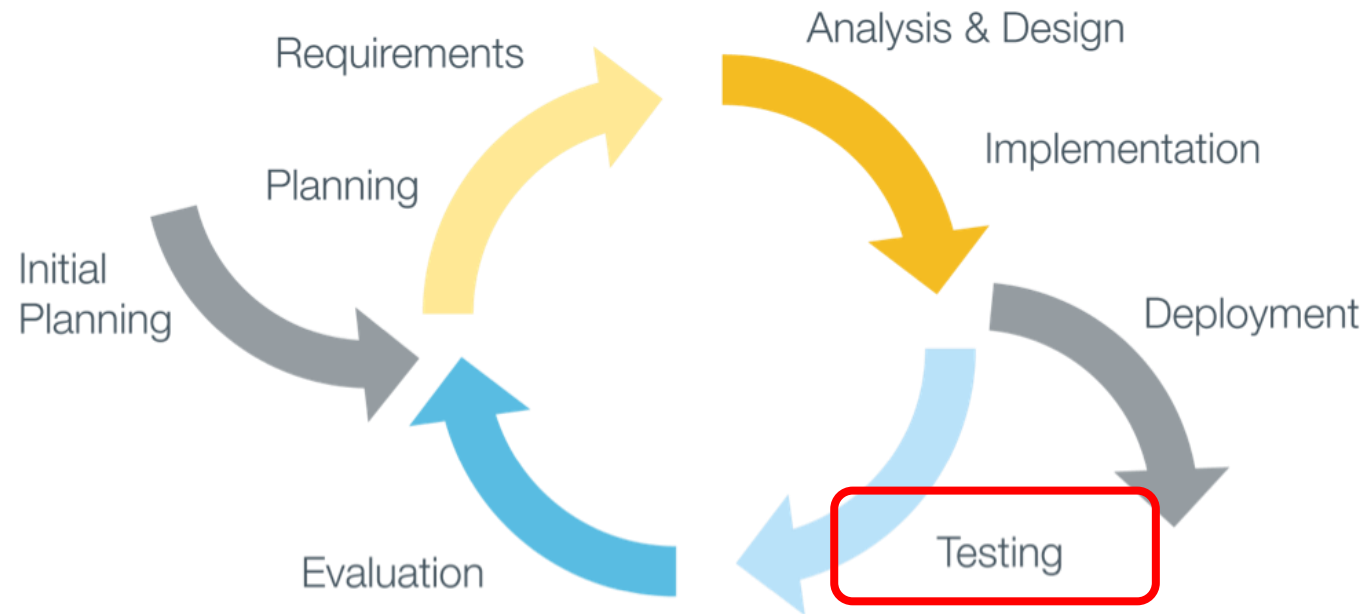 Requirements
Analysis & Design
Planning
Implementation
Initial
Planning
Deployment
Evaluation
Testing